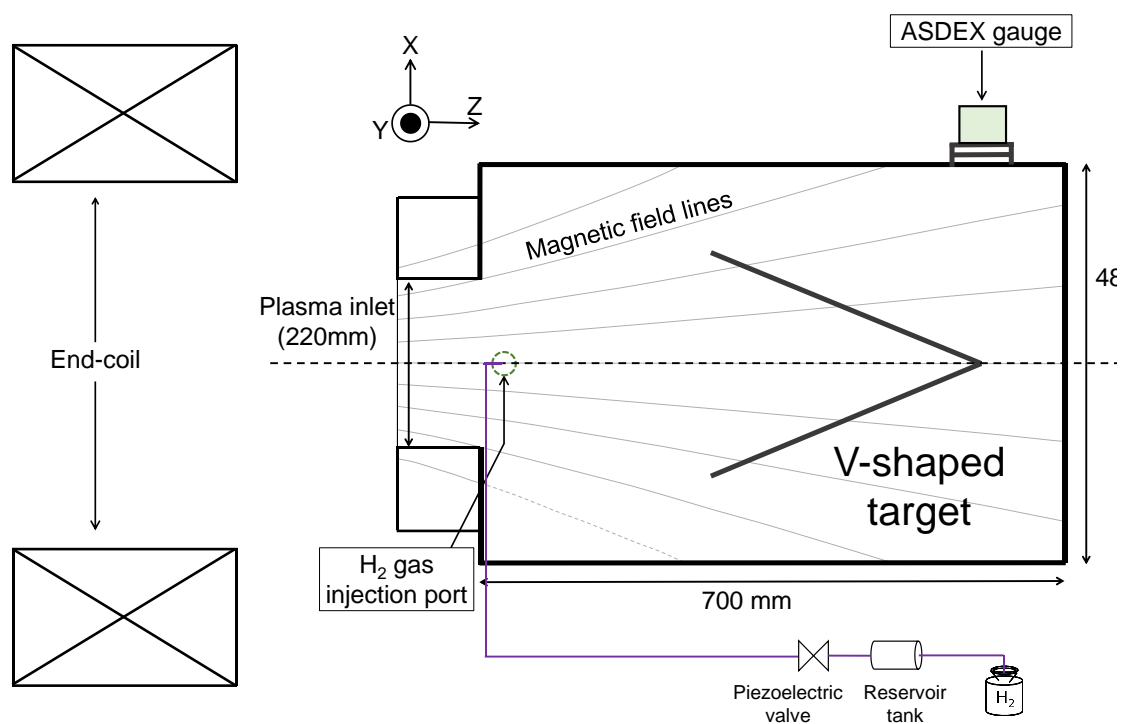 ASDEX gauge
X
Z
Y
Magnetic field lines
Plasma inlet
(220mm)
48
End-coil
V-shaped
target
H₂ gas
injection port
700 mm
Piezoelectric
valve
Reservoir
tank
H₂